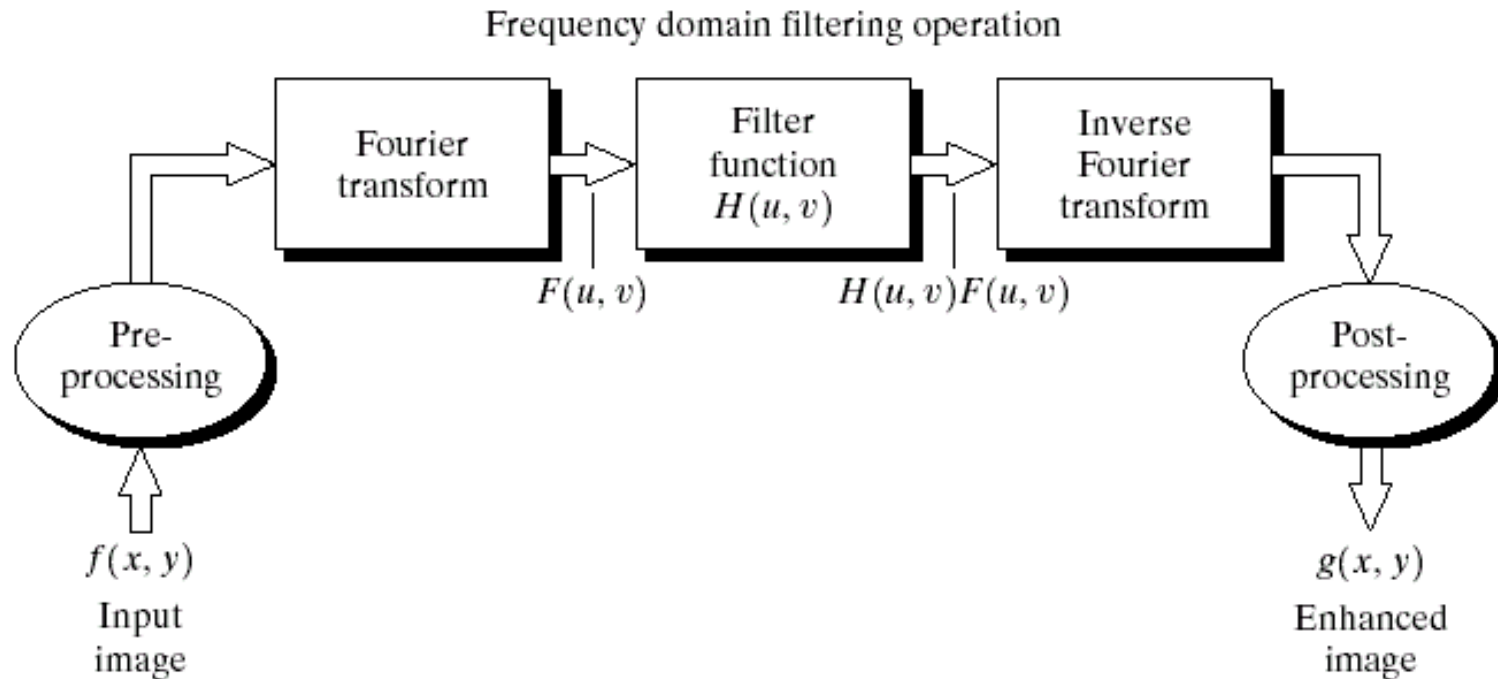 Frequency domain filtering operation
Fourier
transform
Filter
function
H(u, v)
Inverse
Fourier
transform
F(u, v)
H(u, v)F(u, v)
Pre-
processing
Post-
processing
f(x, y)
Input
image
g(x, y)
Enhanced
image